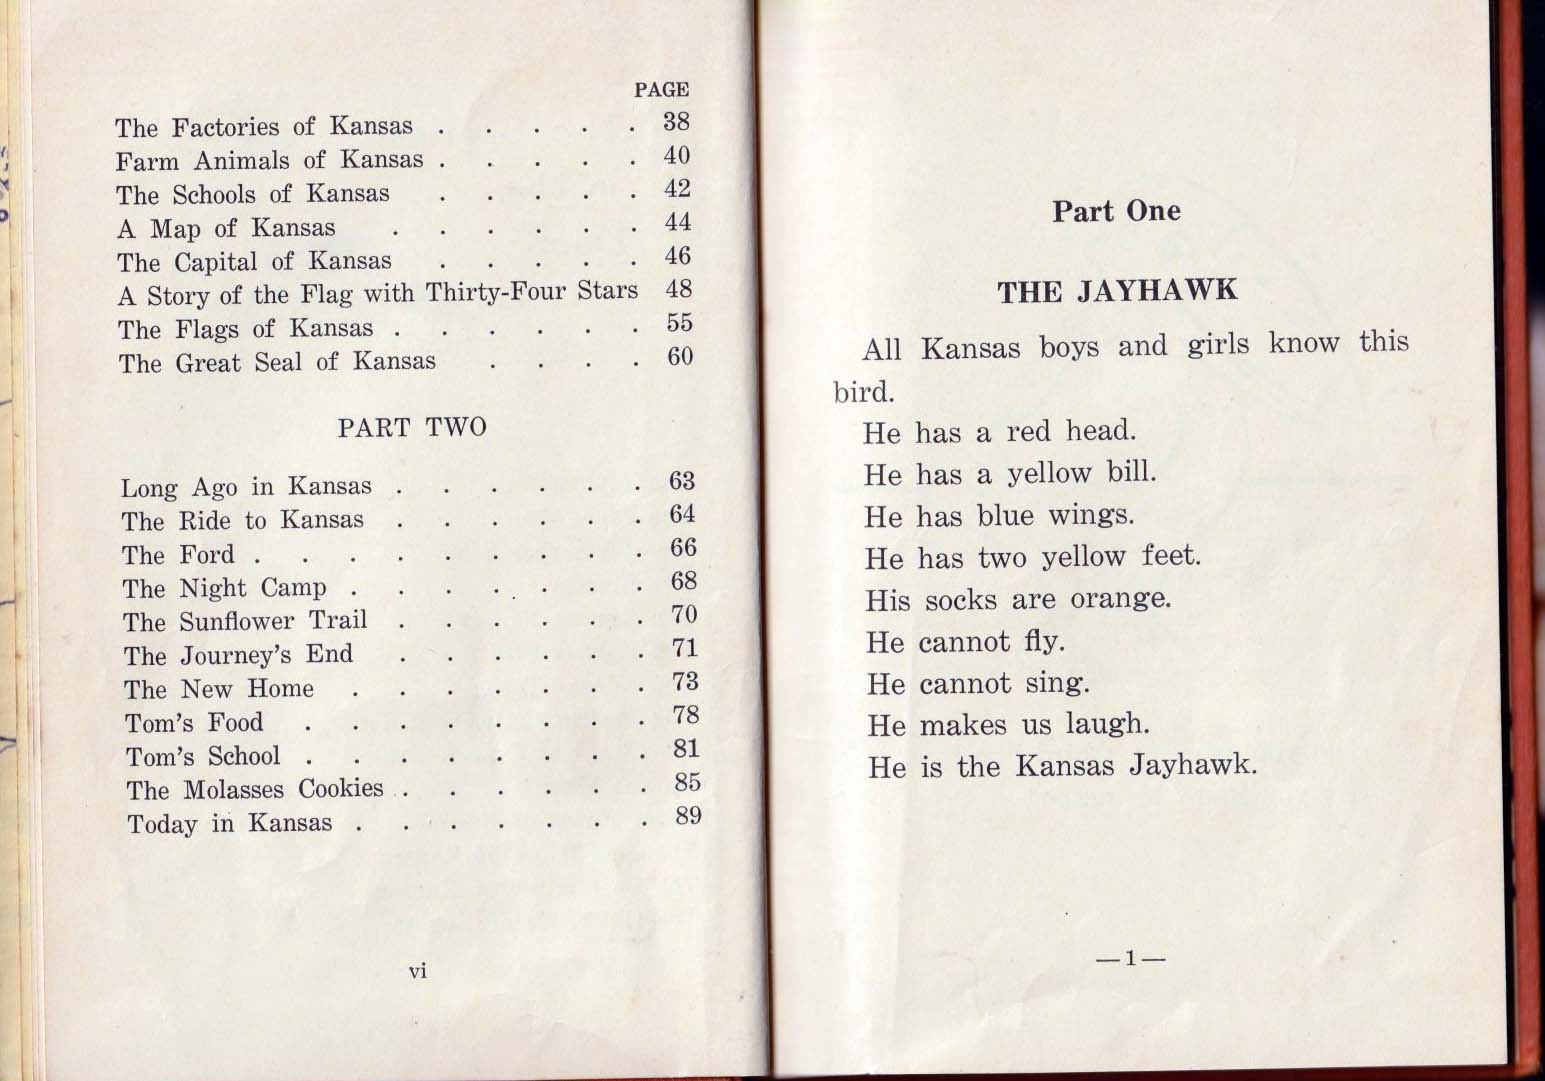 PAGE
The Factories of Kansas . . . . . 38
Farm Animals of Kansas . . . . . 40
The Schools of Kansas . . . . . 42
A Map of Kansas . . . . . . 44
The Capital of Kansas . . . . . 46
A Story of the Flag with Thirty-Four Stars 48
The Flags of Kansas . . . . . . 55
The Great Seal of Kansas . . . . 60
PART TWO
Long Ago in Kansas . . . . . . 63
The Ride to Kansas . . . . . . 64
The Ford . . . . . . . . . 66
The Night Camp . . . . . . . 68
The Sunflower Trail . . . . . . 70
The Journey's End . . . . . . 71
The New Home . . . . . . . 73
Tom's Food . . . . . . . . 78
Tom's School . . . . . . . . 81
The Molasses Cookies . . . . . . 85
Today in Kansas . . . . . . . 89
vi
Part One
THE JAYHAWK
All Kansas boys and girls know this
bird.
He has a red head.
He has a yellow bill.
He has blue wings.
He has two yellow feet.
His socks are orange.
He cannot fly.
He cannot sing.
He makes us laugh.
He is the Kansas Jayhawk.
—1—